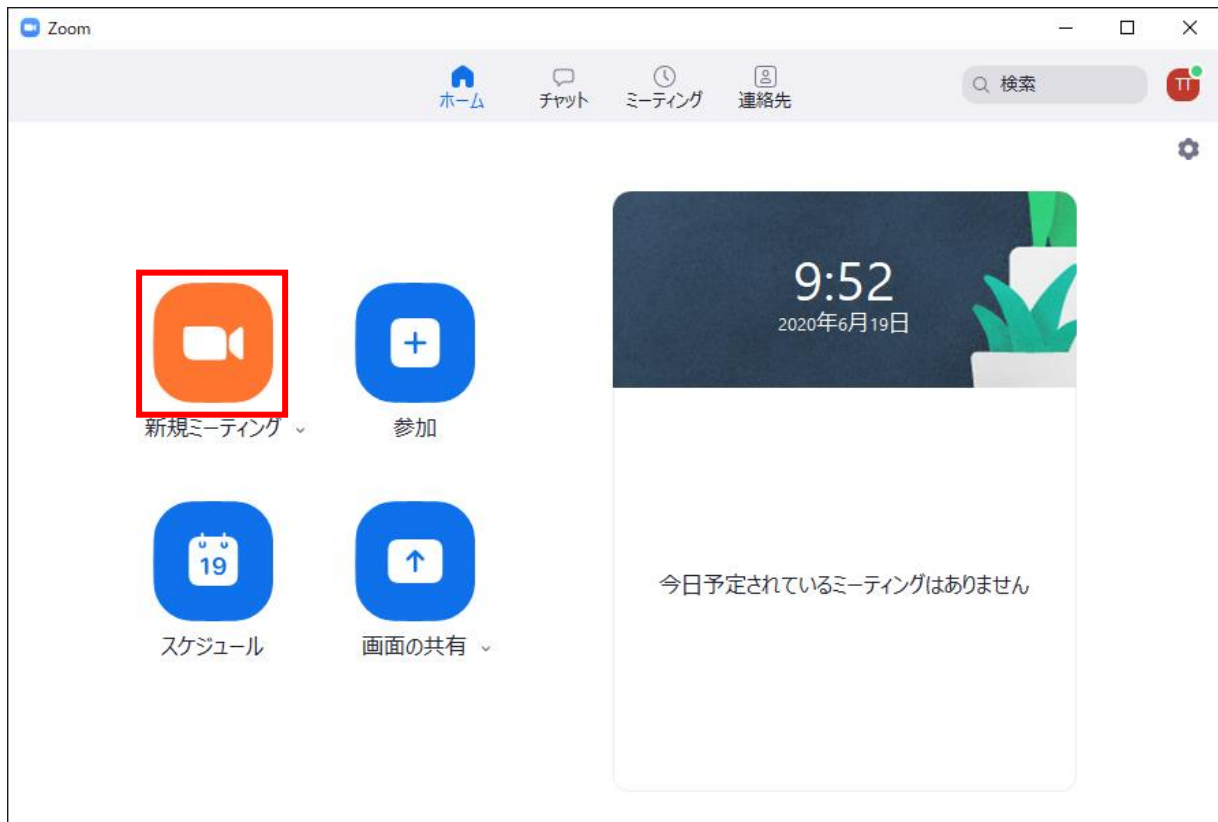 Zoom
ホーム
チャット
ミーティング
連絡先
検索
TT
9:52
2020年6月19日
新規ミーティング
参加
19
スケジュール
画面の共有
今日予定されているミーティングはありません